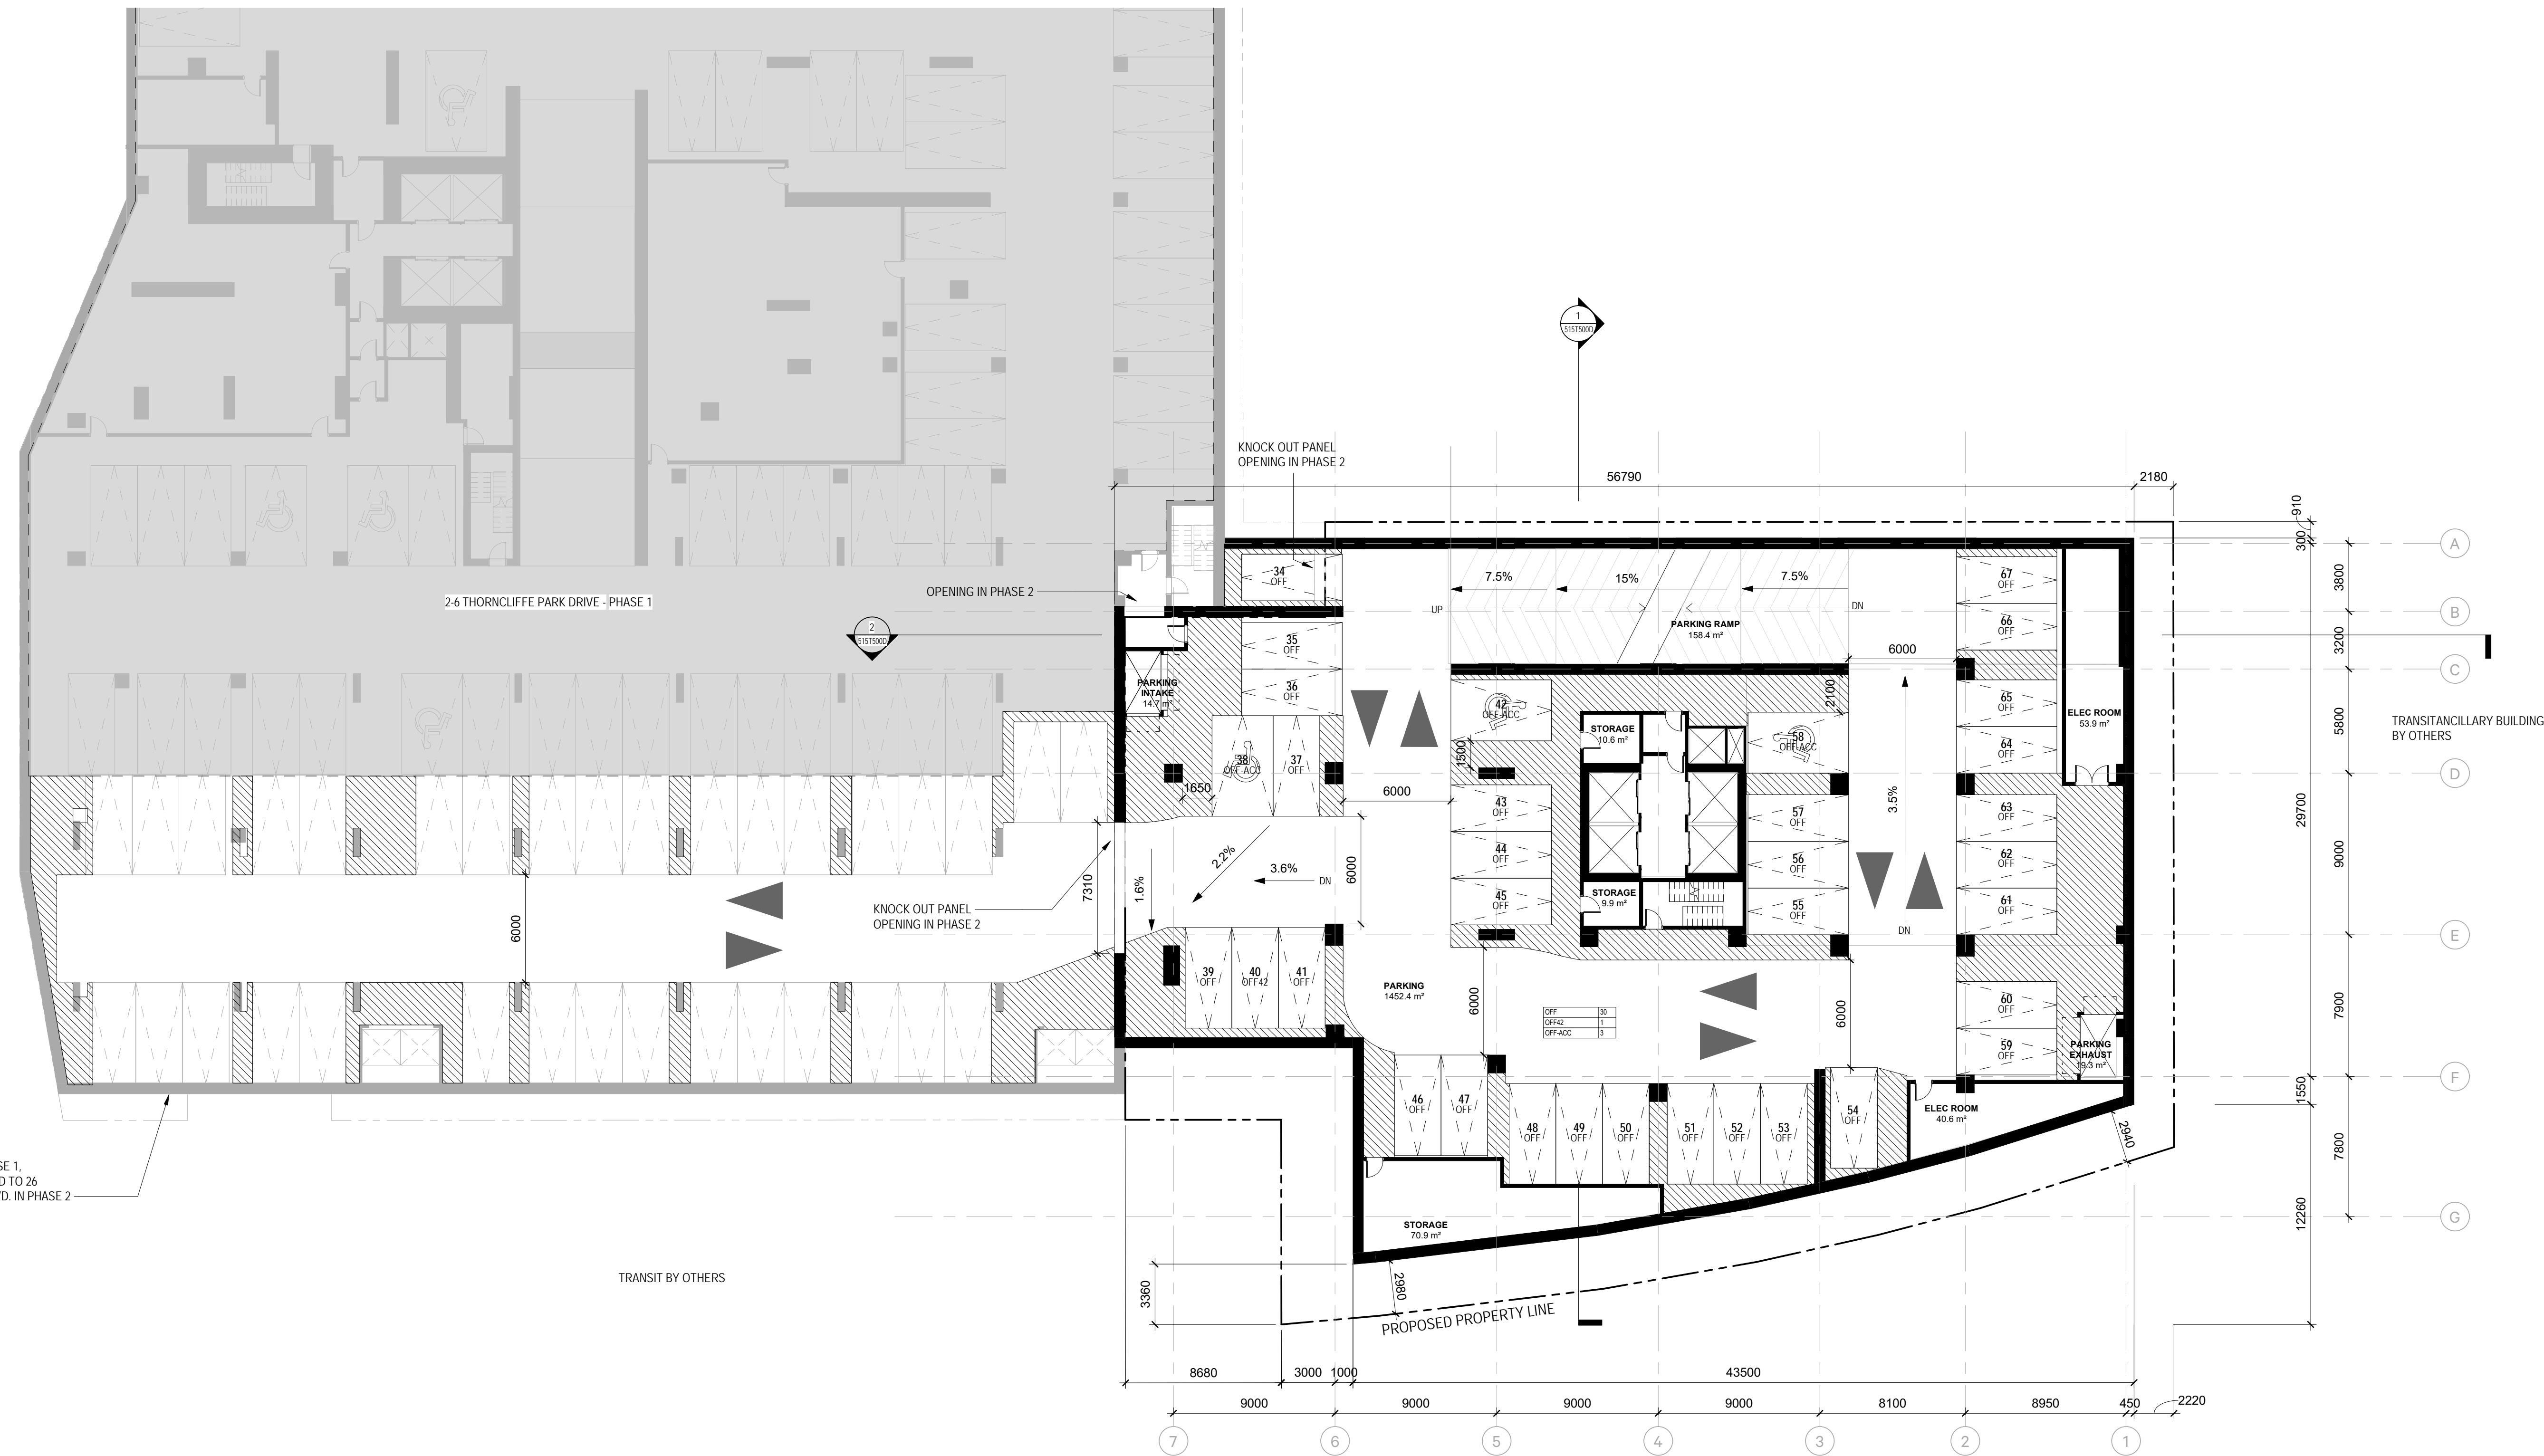 1
515T500D
KNOCK OUT PANEL
OPENING IN PHASE 2
56790
2180
910
300
A
34
OFF
7.5%
15%
7.5%
67
OFF
3800
OPENING IN PHASE 2
2-6 THORNCLIFFE PARK DRIVE - PHASE 1
UP
DN
B
PARKING RAMP
158.4 m²
66
OFF
2
515T500D
35
OFF
6000
3200
C
PARKING
INTAKE
14.7 m²
36
OFF
42
OFF-ACC
2100
65
OFF
ELEC ROOM
53.9 m²
5800
TRANSITANCILLARY BUILDING
BY OTHERS
STORAGE
10.6 m²
58
OFF-ACC
64
OFF
1500
38
OFF-ACC
37
OFF
D
1650
6000
43
OFF
57
OFF
3.5%
63
OFF
29700
44
OFF
56
OFF
62
OFF
9000
2.2%
3.6%
DN
6000
7310
1.6%
KNOCK OUT PANEL
OPENING IN PHASE 2
45
OFF
STORAGE
9.9 m²
55
OFF
61
OFF
6000
DN
E
39
OFF
40
OFF42
41
OFF
PARKING
1452.4 m²
6000
OFF 30
OFF42 1
OFF-ACC 3
6000
60
OFF
7900
59
OFF
PARKING
EXHAUST
19.3 m²
F
46
OFF
47
OFF
48
OFF
49
OFF
50
OFF
51
OFF
52
OFF
53
OFF
54
OFF
ELEC ROOM
40.6 m²
1550
2940
7800
SE 1,
D TO 26
D. IN PHASE 2
12260
G
STORAGE
70.9 m²
TRANSIT BY OTHERS
3360
2980
PROPOSED PROPERTY LINE
8680
3000
1000
43500
9000
9000
9000
9000
8100
8950
450
2220
7
6
5
4
3
2
1